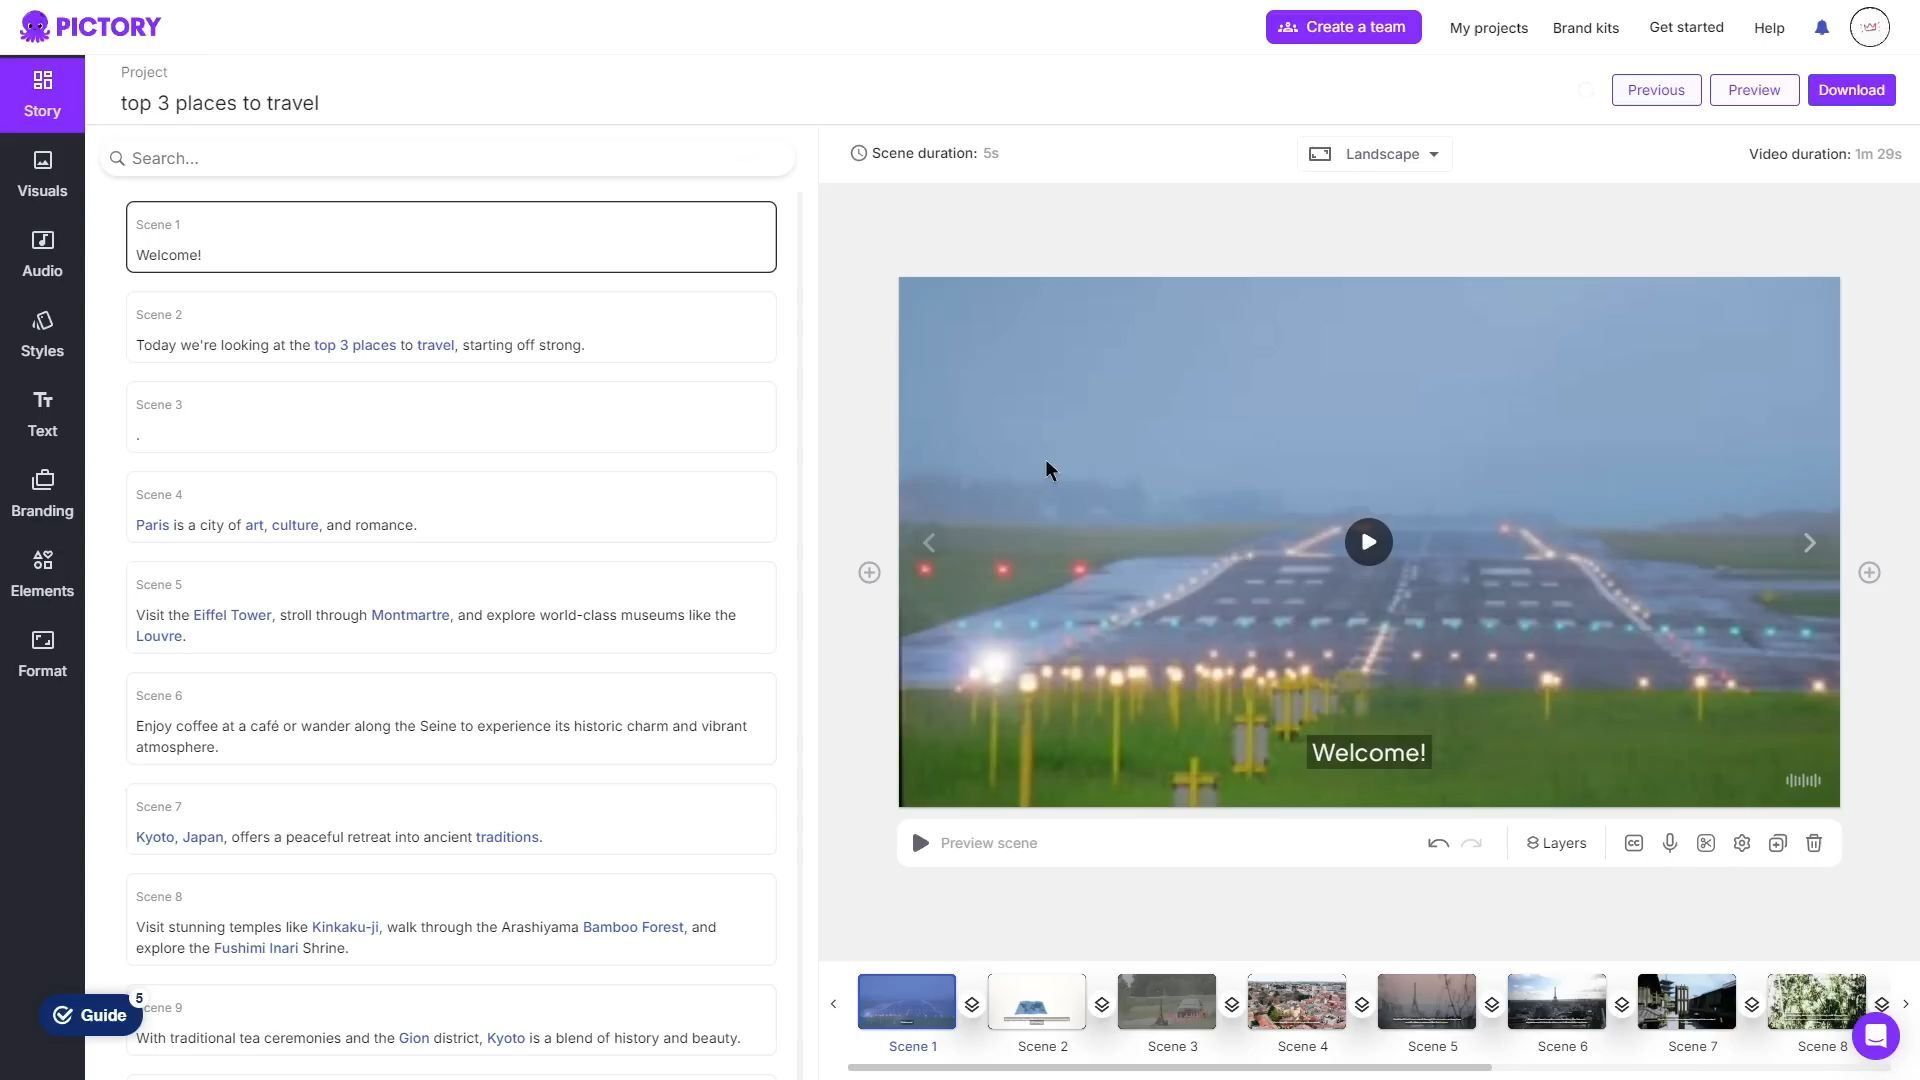 PICTORY
Create a team
My projects
Brand kits
Get started
Help
Story
Visuals
Audio
Styles
Text
Branding
Elements
Format
Project
top 3 places to travel
Previous
Preview
Download
Search...
Scene duration: 5s
Landscape
Video duration: 1m 29s
Scene 1
Welcome!
Scene 2
Today we're looking at the top 3 places to travel, starting off strong.
Scene 3
.
Scene 4
Paris is a city of art, culture, and romance.
Scene 5
Visit the Eiffel Tower, stroll through Montmartre, and explore world-class museums like the
Louvre.
Scene 6
Enjoy coffee at a café or wander along the Seine to experience its historic charm and vibrant
atmosphere.
Scene 7
Kyoto, Japan, offers a peaceful retreat into ancient traditions.
Scene 8
Visit stunning temples like Kinkaku-ji, walk through the Arashiyama Bamboo Forest, and
explore the Fushimi Inari Shrine.
cene 9
With traditional tea ceremonies and the Gion district, Kyoto is a blend of history and beauty.
Guide
5
Welcome!
Preview scene
Layers
CC
Scene 1
Scene 2
Scene 3
Scene 4
Scene 5
Scene 6
Scene 7
Scene 8